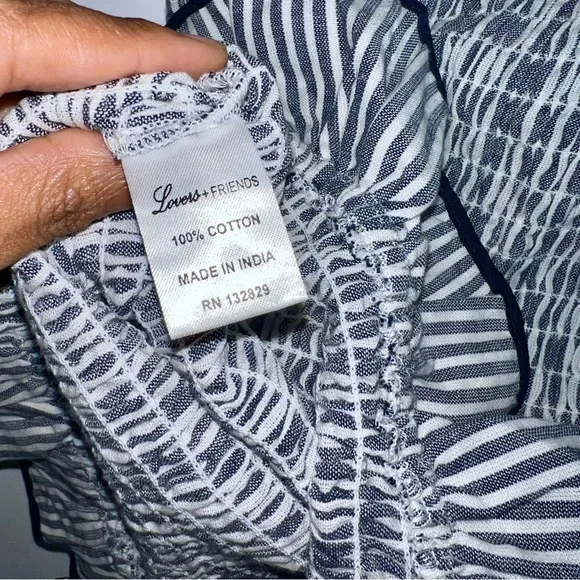 Lovers + FRIENDS
100% COTTON
MADE IN INDIA
RN 132829